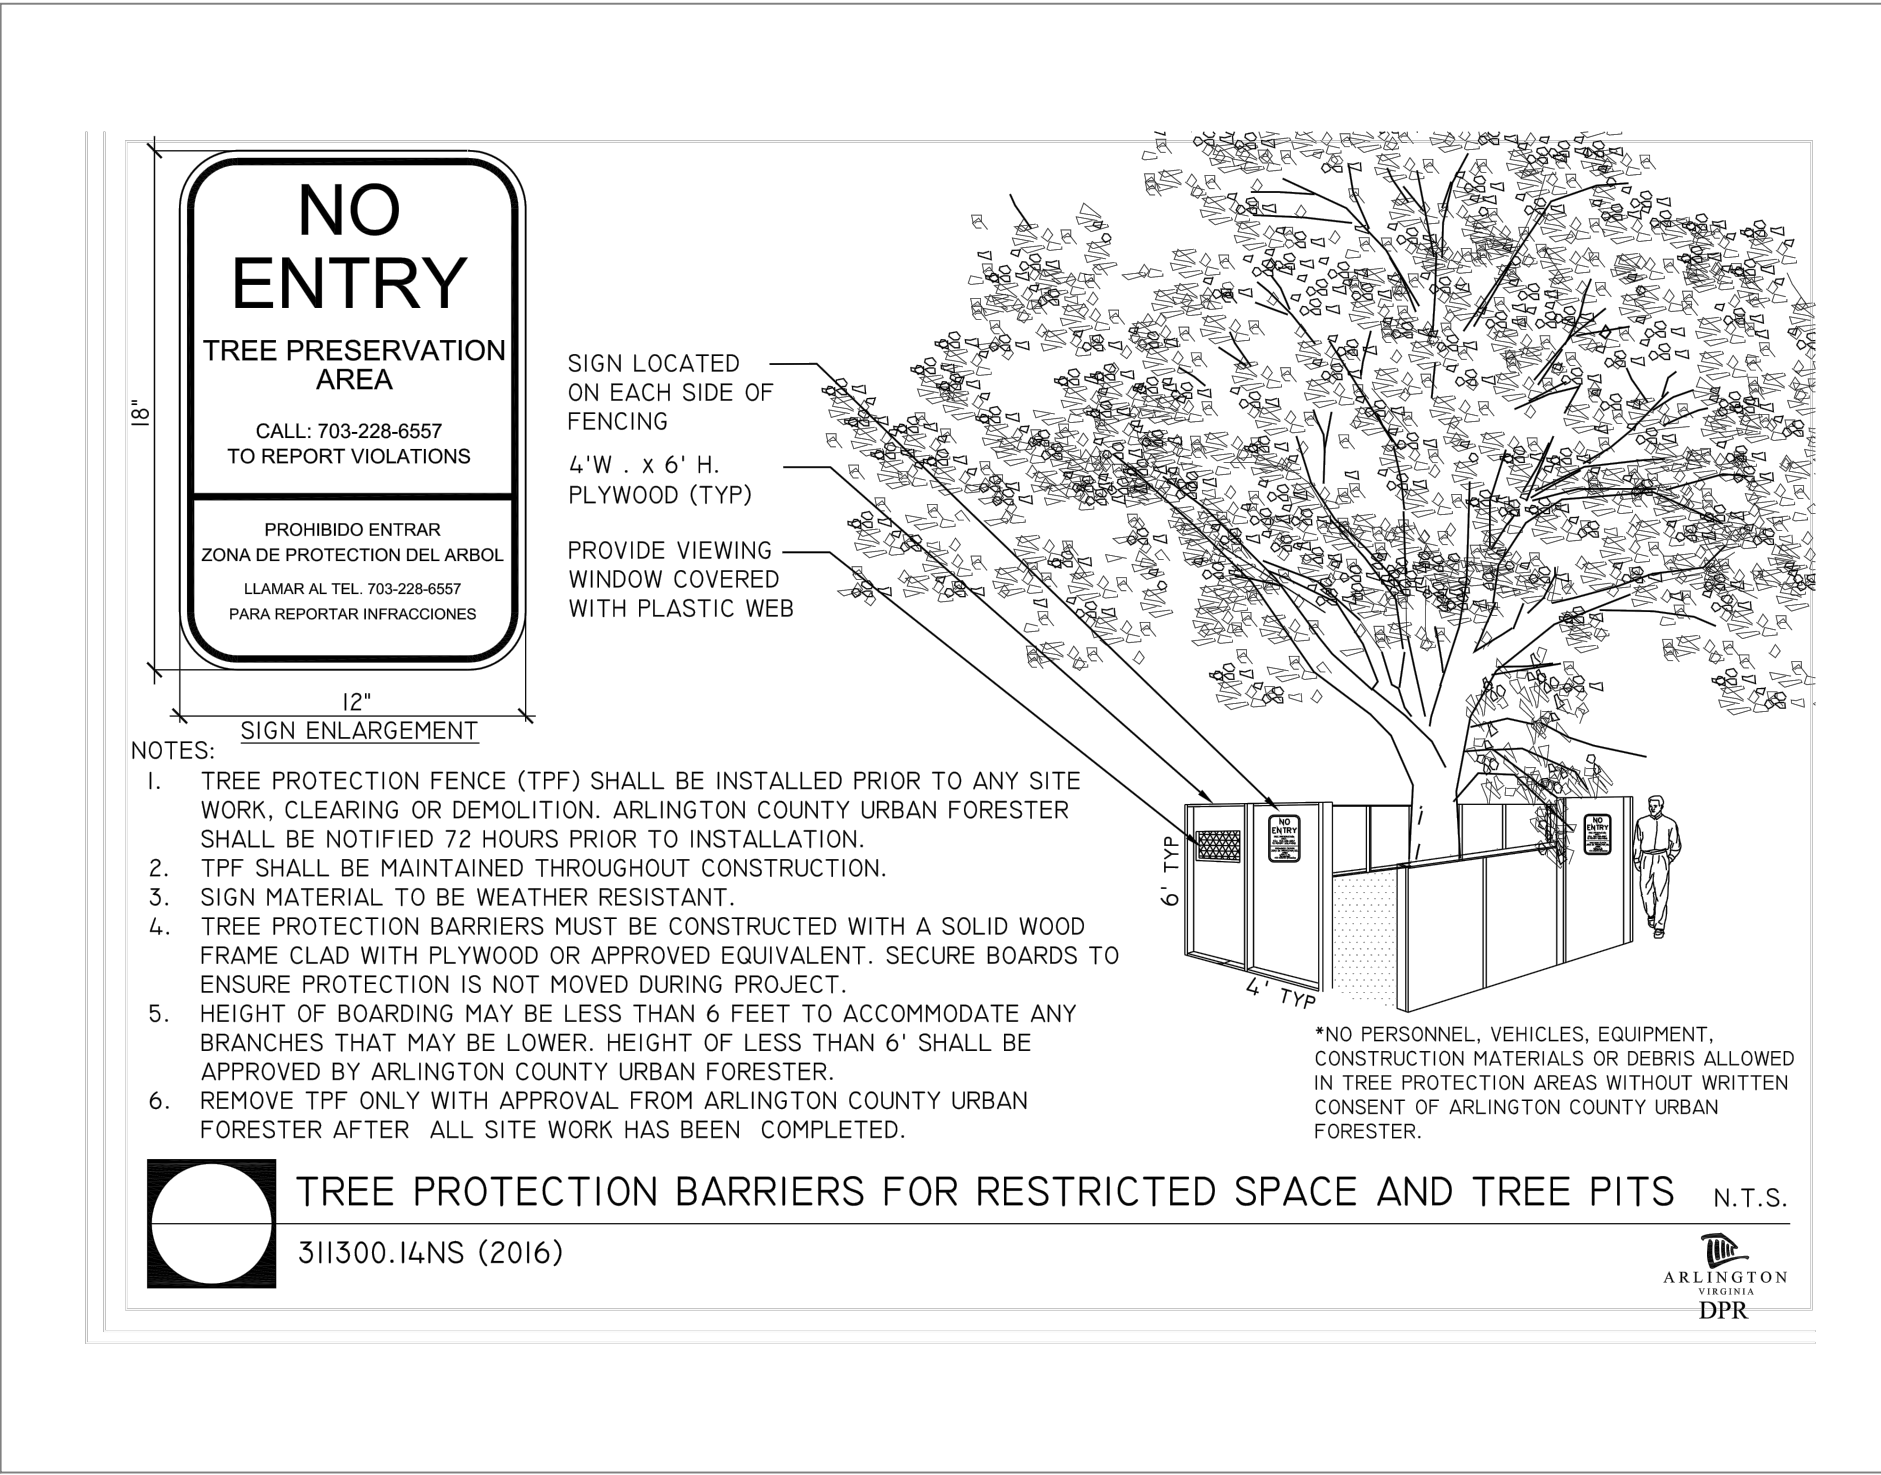 NO
ENTRY
TREE PRESERVATION
AREA
CALL: 703-228-6557
TO REPORT VIOLATIONS
PROHIBIDO ENTRAR
ZONA DE PROTECTION DEL ARBOL
LLAMAR AL TEL. 703-228-6557
PARA REPORTAR INFRACCIONES
18"
12"
SIGN ENLARGEMENT
SIGN LOCATED
ON EACH SIDE OF
FENCING
4'W . X 6' H.
PLYWOOD (TYP)
PROVIDE VIEWING
WINDOW COVERED
WITH PLASTIC WEB
NOTES:
1. TREE PROTECTION FENCE (TPF) SHALL BE INSTALLED PRIOR TO ANY SITE
WORK, CLEARING OR DEMOLITION. ARLINGTON COUNTY URBAN FORESTER
SHALL BE NOTIFIED 72 HOURS PRIOR TO INSTALLATION.
2. TPF SHALL BE MAINTAINED THROUGHOUT CONSTRUCTION.
3. SIGN MATERIAL TO BE WEATHER RESISTANT.
4. TREE PROTECTION BARRIERS MUST BE CONSTRUCTED WITH A SOLID WOOD
FRAME CLAD WITH PLYWOOD OR APPROVED EQUIVALENT. SECURE BOARDS TO
ENSURE PROTECTION IS NOT MOVED DURING PROJECT.
5. HEIGHT OF BOARDING MAY BE LESS THAN 6 FEET TO ACCOMMODATE ANY
BRANCHES THAT MAY BE LOWER. HEIGHT OF LESS THAN 6' SHALL BE
APPROVED BY ARLINGTON COUNTY URBAN FORESTER.
6. REMOVE TPF ONLY WITH APPROVAL FROM ARLINGTON COUNTY URBAN
FORESTER AFTER ALL SITE WORK HAS BEEN COMPLETED.
6' TYP
4' TYP
NO
ENTRY
NO
ENTRY
*NO PERSONNEL, VEHICLES, EQUIPMENT,
CONSTRUCTION MATERIALS OR DEBRIS ALLOWED
IN TREE PROTECTION AREAS WITHOUT WRITTEN
CONSENT OF ARLINGTON COUNTY URBAN
FORESTER.
TREE PROTECTION BARRIERS FOR RESTRICTED SPACE AND TREE PITS N.T.S.
311300.14NS (2016)
ARLINGTON
VIRGINIA
DPR